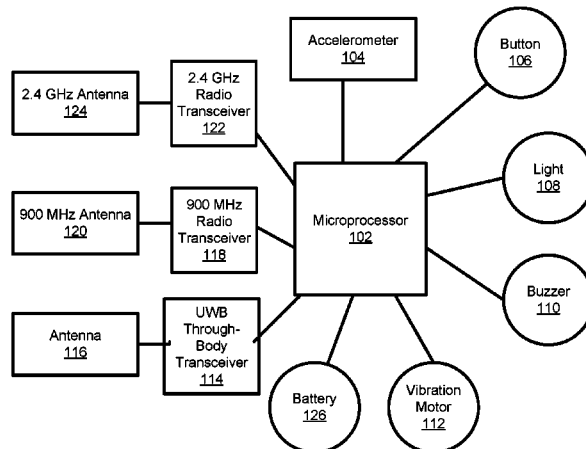 Accelerometer
104
Button
106
2.4 GHz Antenna
124
2.4 GHz
Radio
Transceiver
122
Light
108
Microprocessor
102
900 MHz Antenna
120
900 MHz
Radio
Transceiver
118
Buzzer
110
Antenna
116
UWB
Through-
Body
Transceiver
114
Battery
126
Vibration
Motor
112